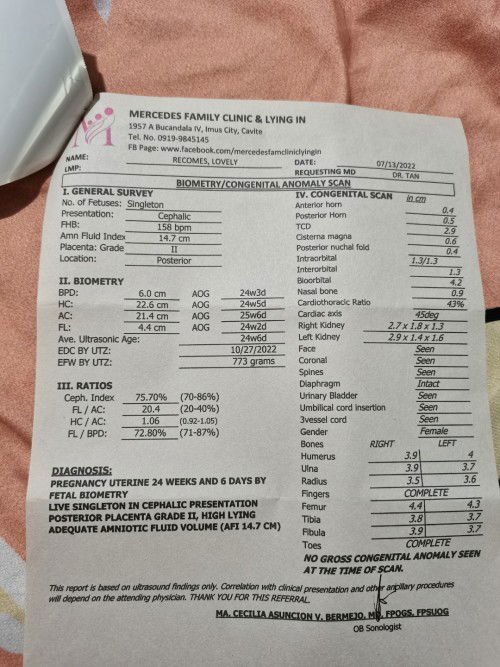 MERCEDES FAMILY CLINIC & LYING IN
1957 A Bucandala IV, Imus City, Cavite
Tel. No. 0919-9845145
FB Page: www.facebook.com/mercedesfamcliniclyingin
NAME: RECOMES, LOVELY DATE: 07/13/2022
LMP: REQUESTING MD DR. TAN
BIOMETRY/CONGENITAL ANOMALY SCAN
I. GENERAL SURVEY
No. of Fetuses: Singleton
Presentation: Cephalic
FHB: 158 bpm
Amn Fluid Index 14.7 cm
Placenta: Grade II
Location: Posterior
II. BIOMETRY
BPD: 6.0 cm AOG 24w3d
HC: 22.6 cm AOG 24w5d
AC: 21.4 cm AOG 25w6d
FL: 4.4 cm AOG 24w2d
Ave. Ultrasonic Age: 24w6d
EDC BY UTZ: 10/27/2022
EFW BY UTZ: 773 grams
III. RATIOS
Ceph. Index 75.70% (70-86%)
FL / AC: 20.4 (20-40%)
HC / AC: 1.06 (0.92-1.05)
FL / BPD: 72.80% (71-87%)
DIAGNOSIS:
PREGNANCY UTERINE 24 WEEKS AND 6 DAYS BY
FETAL BIOMETRY
LIVE SINGLETON IN CEPHALIC PRESENTATION
POSTERIOR PLACENTA GRADE II, HIGH LYING
ADEQUATE AMNIOTIC FLUID VOLUME (AFI 14.7 CM)
IV. CONGENITAL SCAN in cm
Anterior horn 0.4
Posterior Horn 0.5
TCD 2.9
Cisterna magna 0.6
Posterior nuchal fold 0.4
Intraorbital 1.3/1.3
Interorbital 1.3
Bioorbital 4.2
Nasal bone 0.9
Cardiothoracic Ratio 43%
Cardiac axis 45deg
Right Kidney 2.7 x 1.8 x 1.3
Left Kidney 2.9 x 1.4 x 1.6
Face Seen
Coronal Seen
Spines Seen
Diaphragm Intact
Urinary Bladder Seen
Umbilical cord insertion Seen
3vessel cord Seen
Gender Female
Bones RIGHT LEFT
Humerus 3.9 4
Ulna 3.9 3.7
Radius 3.5 3.6
Fingers COMPLETE
Femur 4.4 4.3
Tibia 3.8 3.7
Fibula 3.9 3.7
Toes COMPLETE
NO GROSS CONGENITAL ANOMALY SEEN
AT THE TIME OF SCAN.
This report is based on ultrasound findings only. Correlation with clinical presentation and other ancillary procedures
will depend on the attending physician. THANK YOU FOR THIS REFERRAL.
MA. CECILIA ASUNCION V. BERMEJO, MD, FPOGS, FPSUOG
OB Sonologist